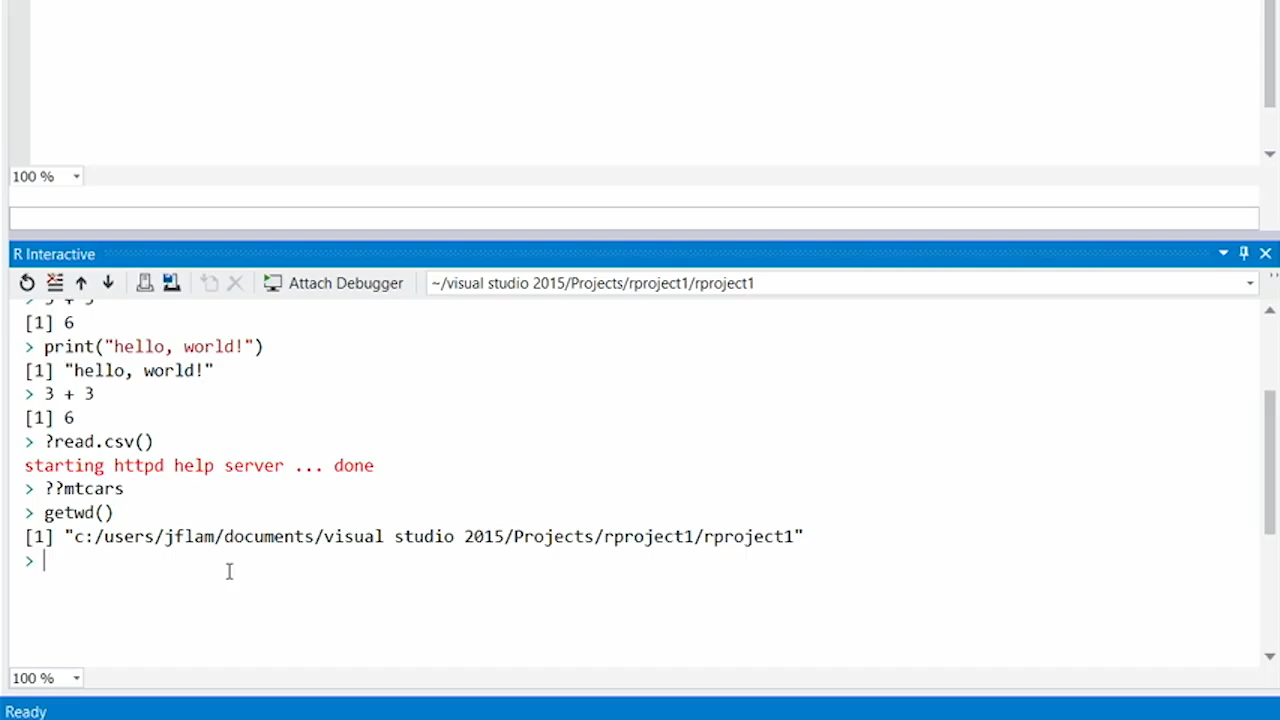 100 %
R Interactive
Attach Debugger ~/visual studio 2015/Projects/rproject1/rproject1
[1] 6
> print("hello, world!")
[1] "hello, world!"
> 3 + 3
[1] 6
> ?read.csv()
starting httpd help server ... done
> ??mtcars
> getwd()
[1] "c:/users/jflam/documents/visual studio 2015/Projects/rproject1/rproject1"
>
100 %
Ready